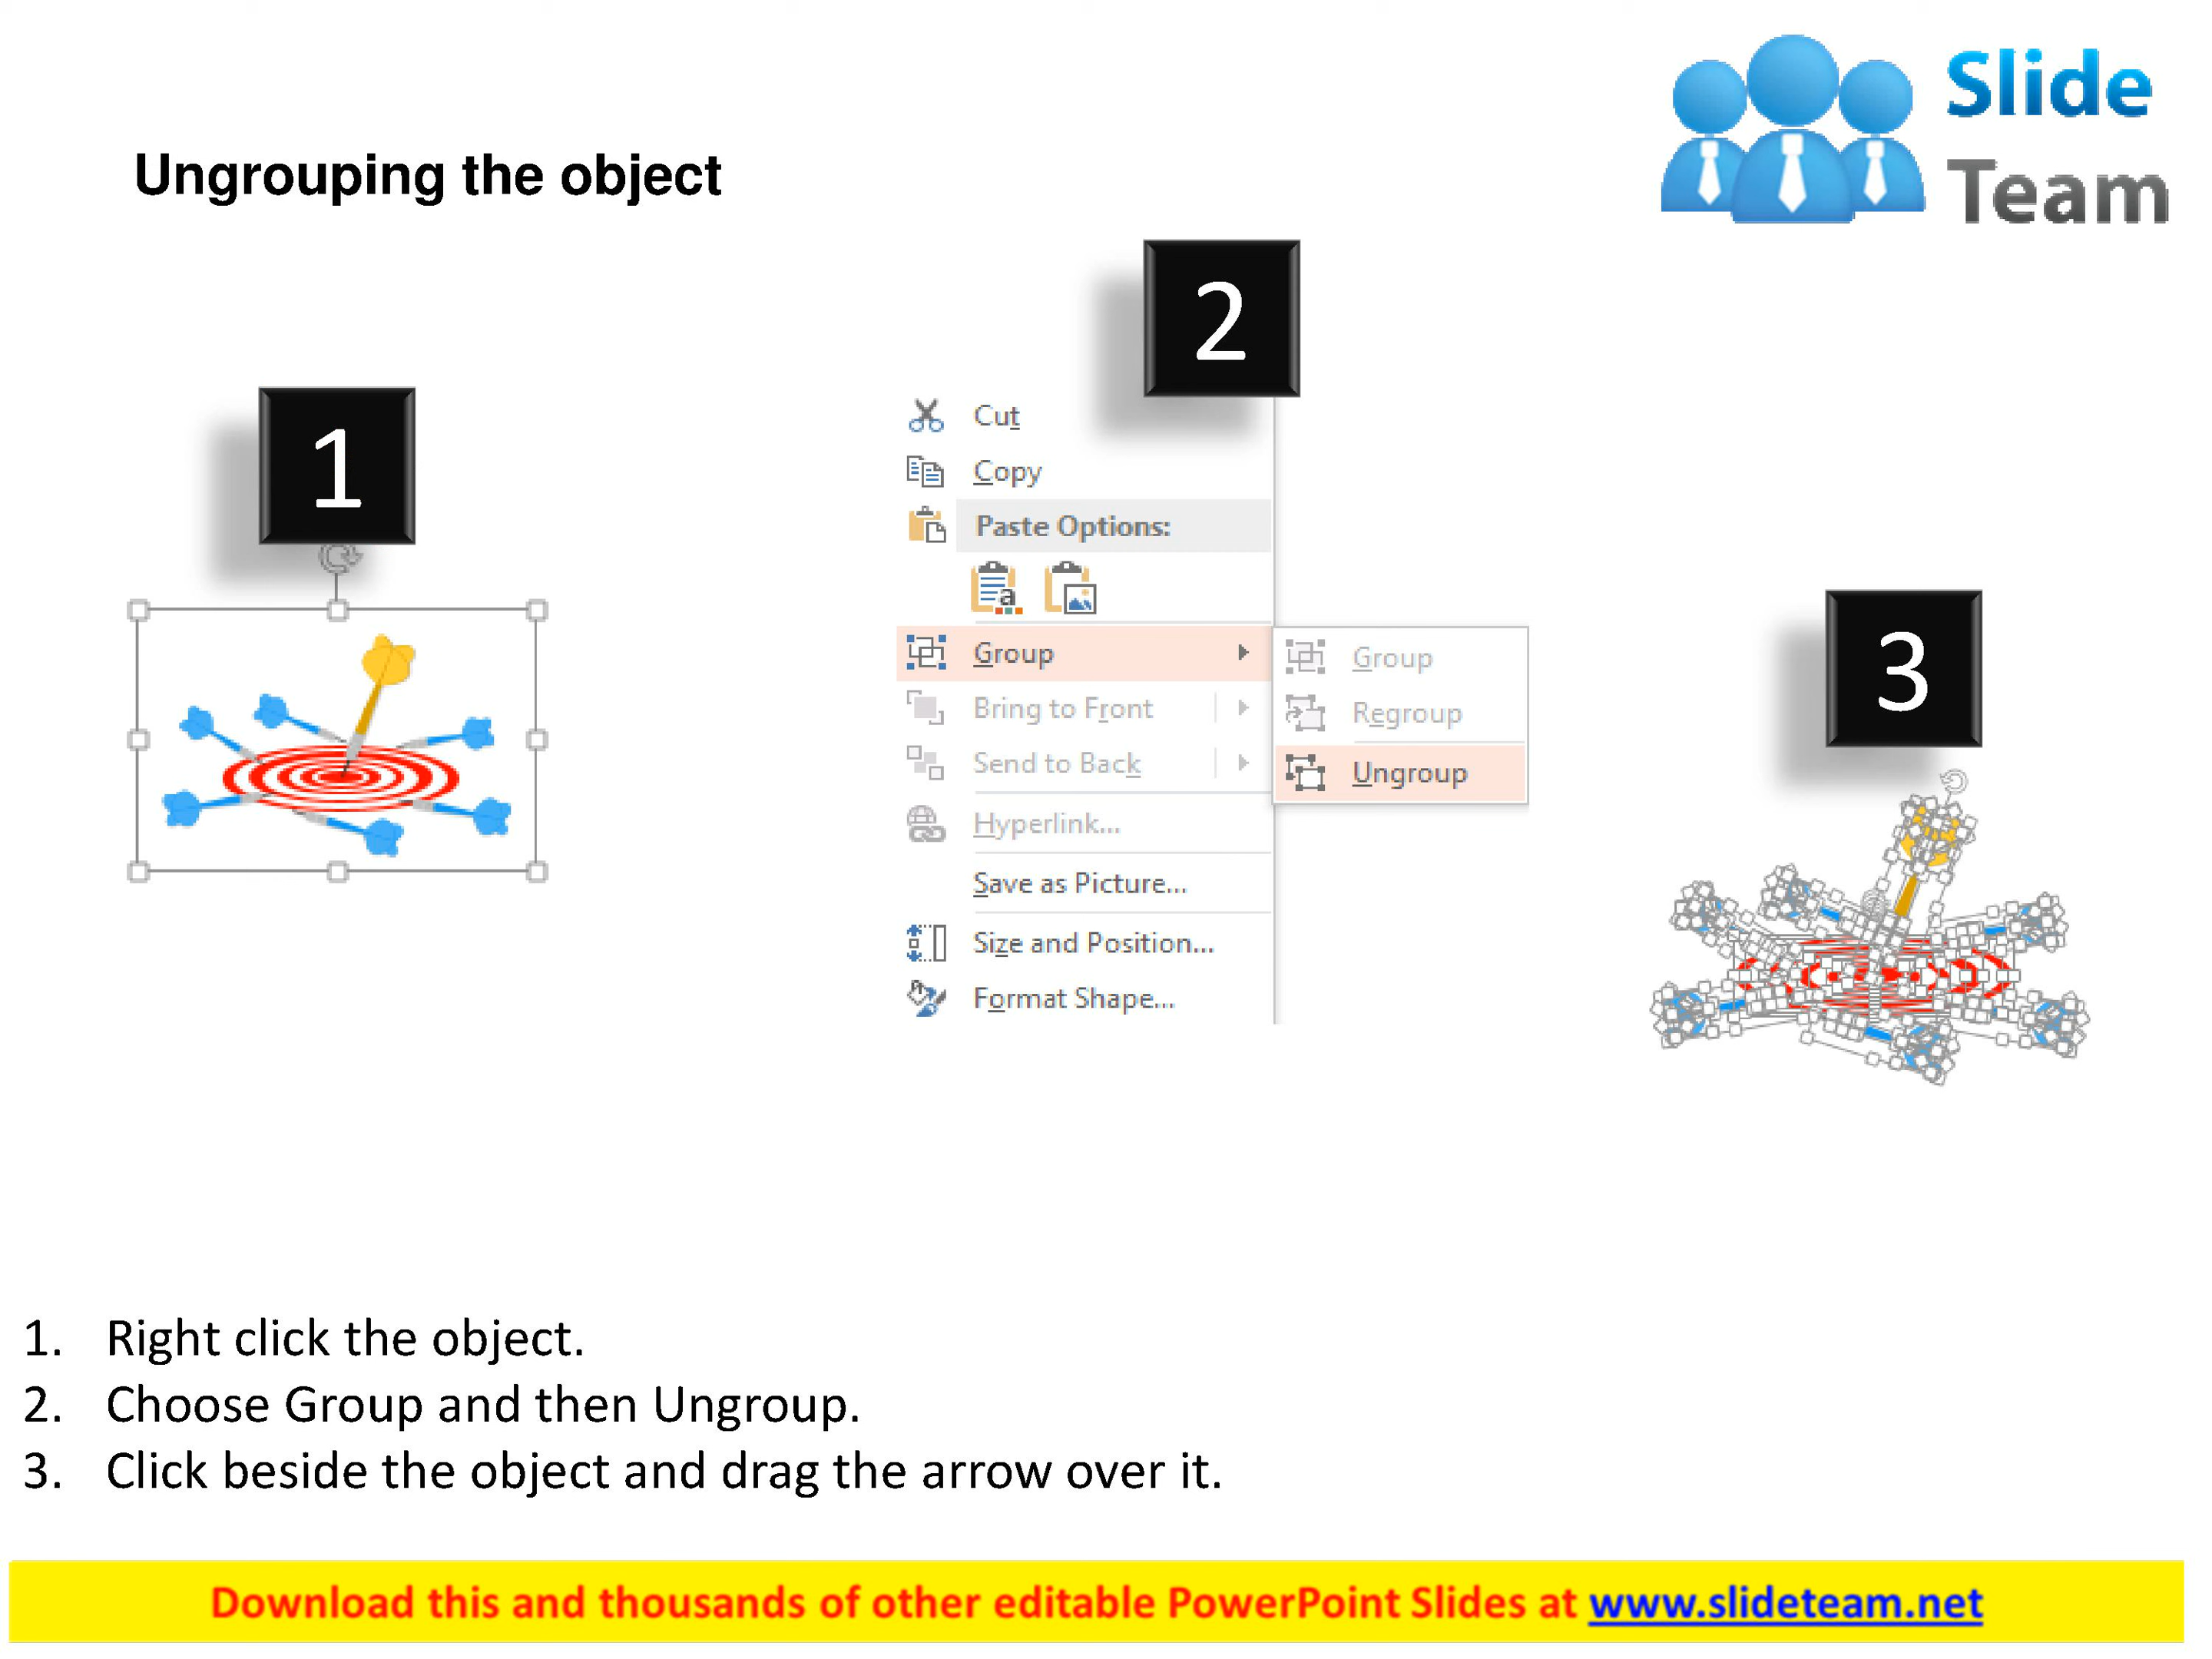 Slide
Team
Ungrouping the object
1
2
3
Cut
Copy
Paste Options:
a
Group
Bring to Front
Send to Back
Hyperlink...
Save as Picture...
Size and Position...
Format Shape...
Group
Regroup
Ungroup
1. Right click the object.
2. Choose Group and then Ungroup.
3. Click beside the object and drag the arrow over it.
Download this and thousands of other editable PowerPoint Slides at www.slideteam.net